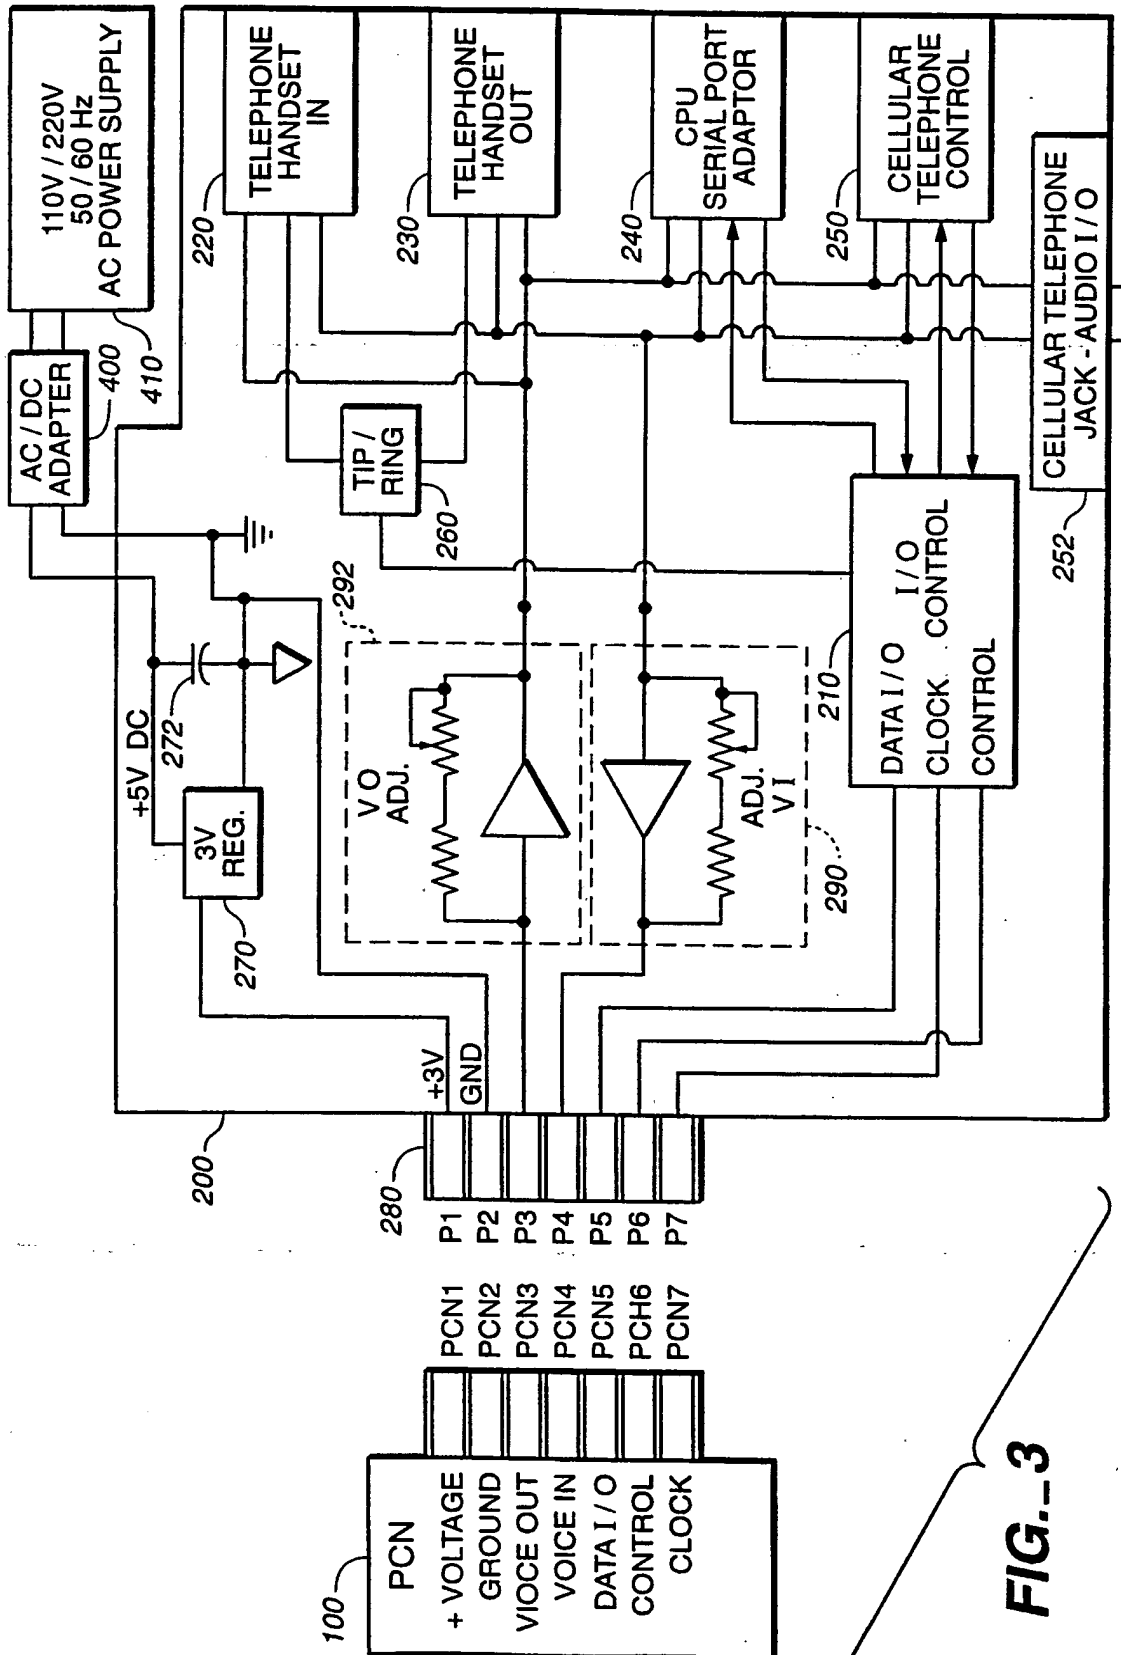 110V / 220V
50 / 60 Hz
AC POWER SUPPLY
410
AC / DC
ADAPTER
400
+5V DC
272
3V
REG.
270
200
+3V
GND
280
P1
P2
P3
P4
P5
P6
P7
PCN1
PCN2
PCN3
PCN4
PCN5
PCH6
PCN7
100
PCN
+ VOLTAGE
GROUND
VIOCE OUT
VOICE IN
DATA I / O
CONTROL
CLOCK
292
V O
ADJ.
ADJ.
V I
290
TIP /
RING
260
220
TELEPHONE
HANDSET
IN
230
TELEPHONE
HANDSET
OUT
240
CPU
SERIAL PORT
ADAPTOR
250
CELLULAR
TELEPHONE
CONTROL
210
DATA I / O
I / O
CLOCK CONTROL
CONTROL
252
CELLULAR TELEPHONE
JACK - AUDIO I / O
FIG._3